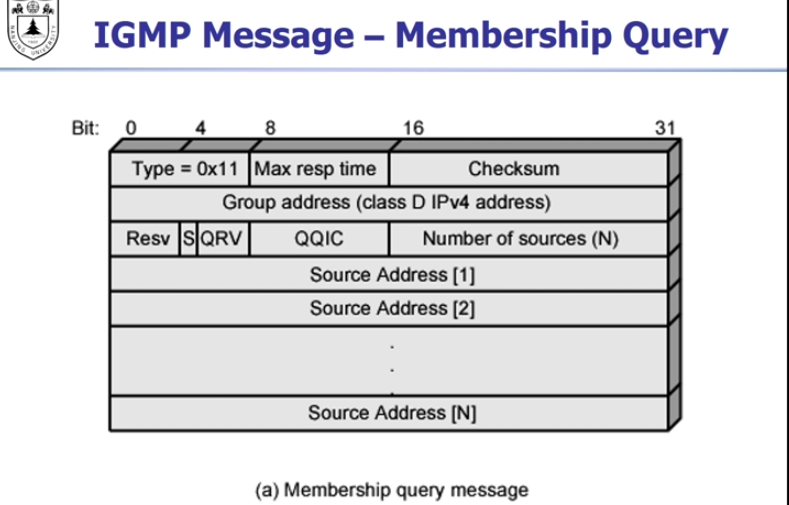 IGMP Message – Membership Query
Bit: 0 4 8 16 31
Type = 0x11 Max resp time Checksum
Group address (class D IPv4 address)
Resv S QRV QQIC Number of sources (N)
Source Address [1]
Source Address [2]
.
.
.
Source Address [N]
(a) Membership query message